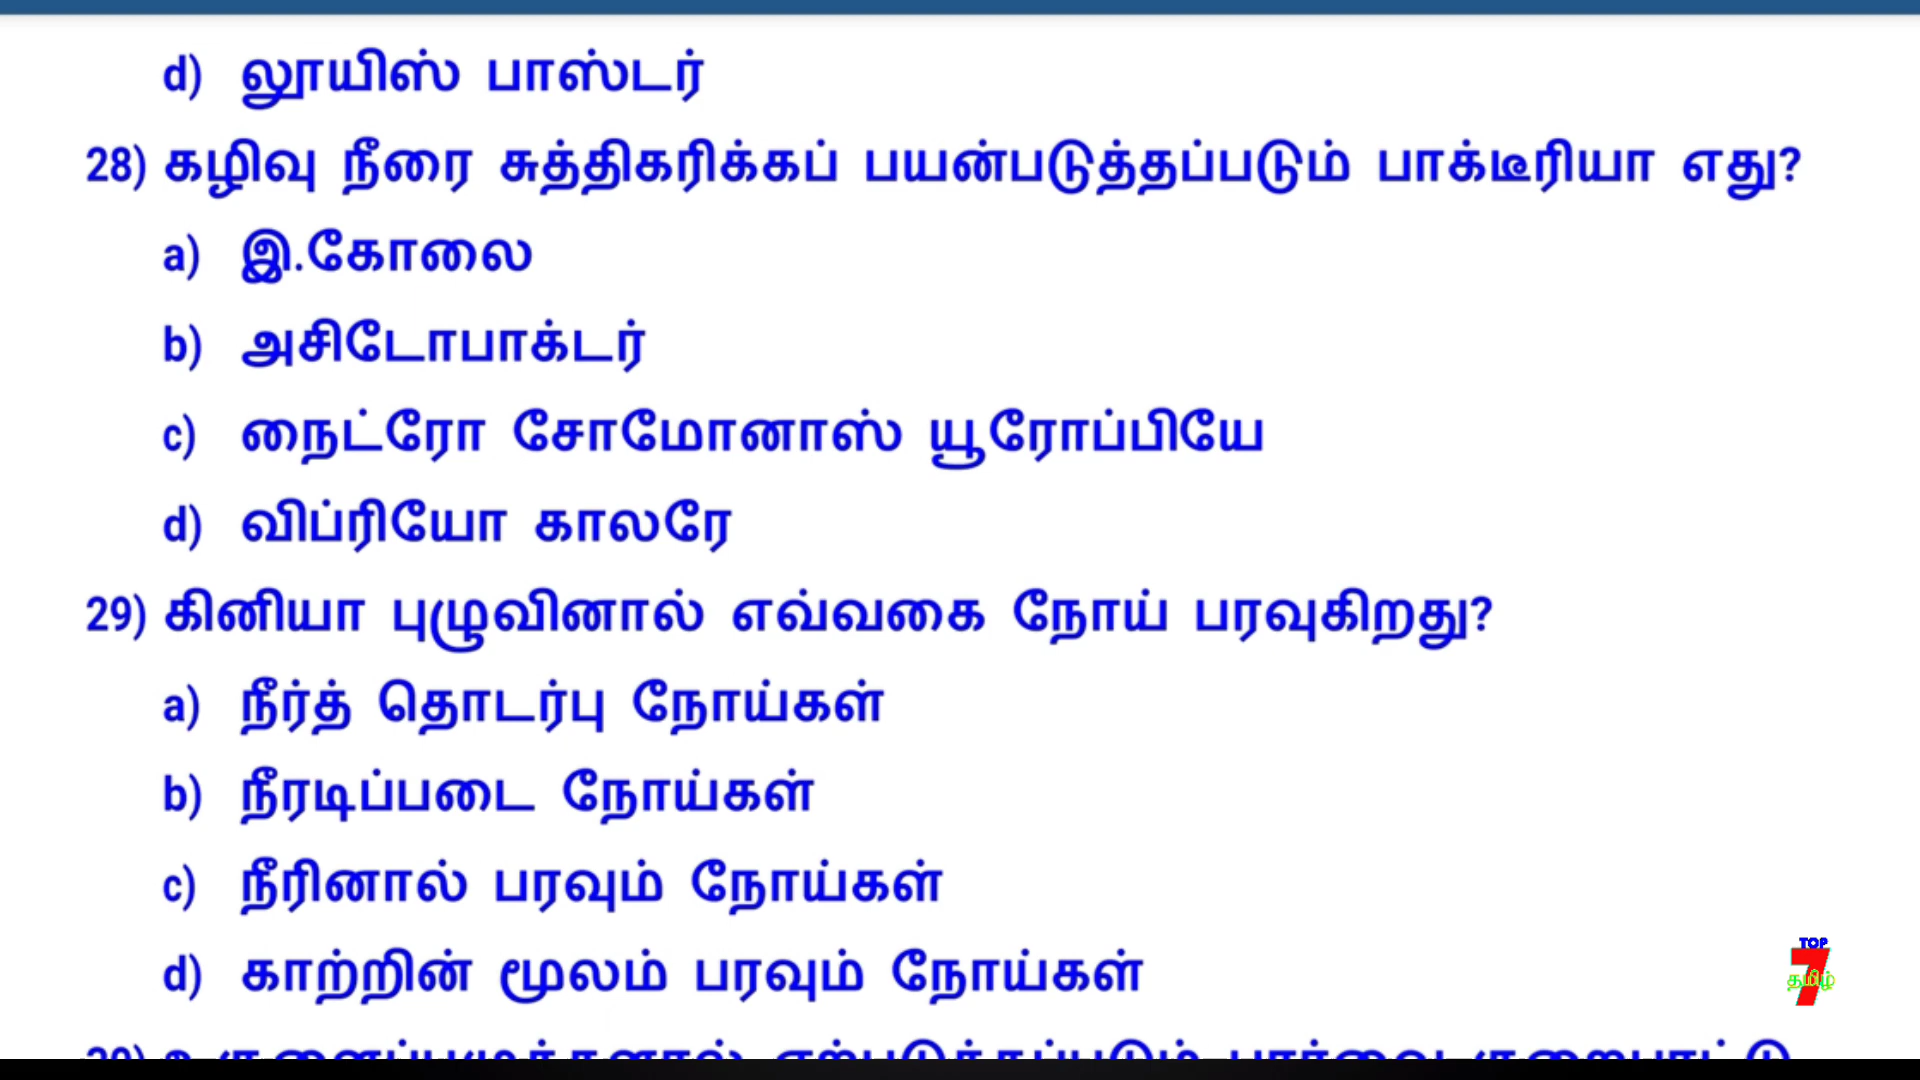 d) லூயிஸ் பாஸ்டர்
28) கழிவு நீரை சுத்திகரிக்கப் பயன்படுத்தப்படும் பாக்டீரியா எது?
a) இ.கோலை
b) அசிடோபாக்டர்
c) நைட்ரோ சோமோனாஸ் யூரோப்பியே
d) விப்ரியோ காலரே
29) கினியா புழுவினால் எவ்வகை நோய் பரவுகிறது?
a) நீர்த் தொடர்பு நோய்கள்
b) நீரடிப்படை நோய்கள்
c) நீரினால் பரவும் நோய்கள்
d) காற்றின் மூலம் பரவும் நோய்கள்
TOP
7
தமிழ்